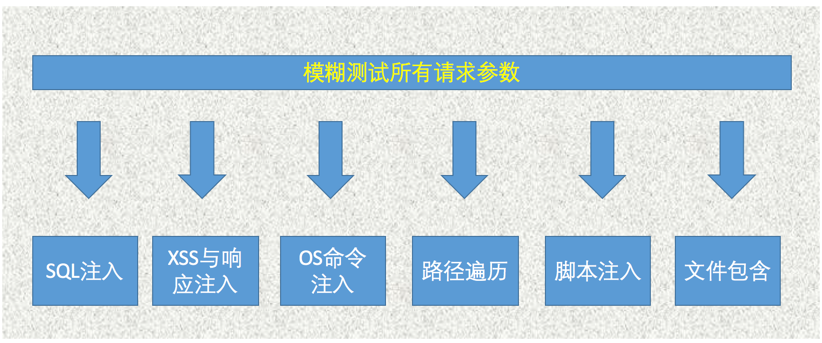 模糊测试所有请求参数
SQL注入
XSS与响
应注入
OS命令
注入
路径遍历
脚本注入
文件包含